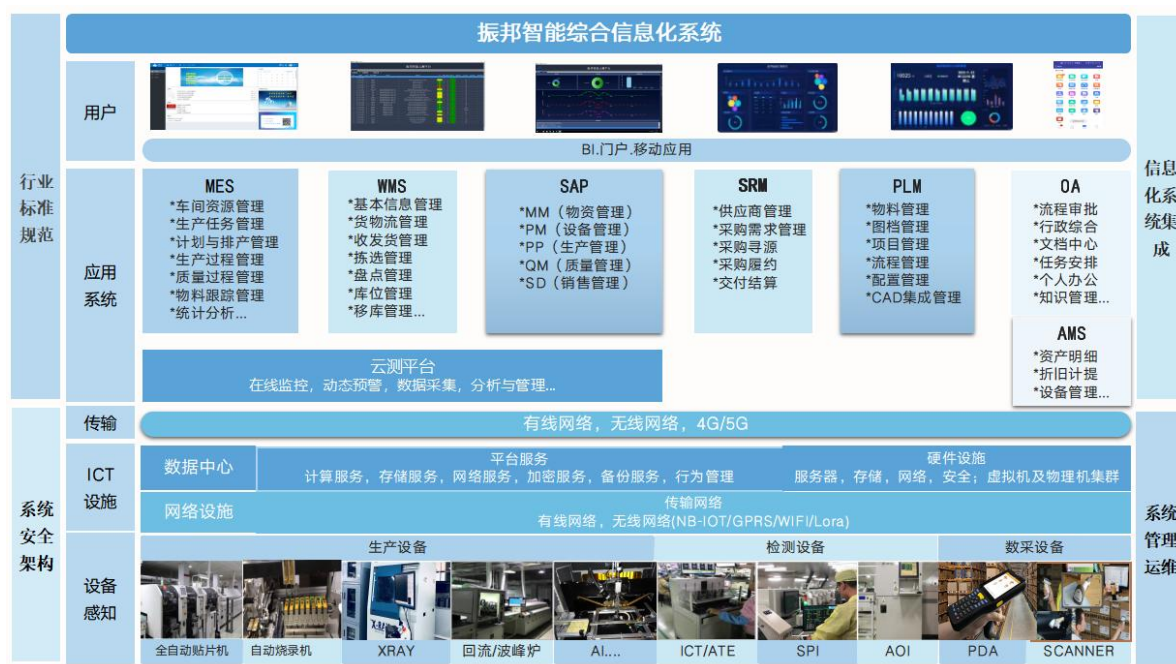 振邦智能综合信息化系统
行业
标准
规范
用户
BI.门户.移动应用
信息
化系
统集
成
应用
系统
MES
*车间资源管理
*生产任务管理
*计划与排产管理
*生产过程管理
*质量过程管理
*物料跟踪管理
*统计分析...
WMS
*基本信息管理
*货物流管理
*收发货管理
*拣选管理
*盘点管理
*库位管理
*移库管理...
SAP
*MM（物资管理）
*PM（设备管理）
*PP（生产管理）
*QM（质量管理）
*SD（销售管理）
SRM
*供应商管理
*采购需求管理
*采购寻源
*采购履约
*交付结算
PLM
*物料管理
*图档管理
*项目管理
*流程管理
*配置管理
*CAD集成管理
OA
*流程审批
*行政综合
*文档中心
*任务安排
*个人办公
*知识管理...
AMS
*资产明细
*折旧计提
*设备管理...
云测平台
在线监控，动态预警，数据采集，分析与管理...
传输
有线网络，无线网络，4G/5G
系统
安全
架构
ICT
设施
数据中心
平台服务
计算服务，存储服务，网络服务，加密服务，备份服务，行为管理
硬件设施
服务器，存储，网络，安全；虚拟机及物理机集群
网络设施
传输网络
有线网络，无线网络(NB-IOT/GPRS/WIFI/Lora)
系统
管理
运维
设备
感知
生产设备
检测设备
数采设备
全自动贴片机
自动烧录机
XRAY
回流/波峰炉
AI....
ICT/ATE
SPI
AOI
PDA
SCANNER